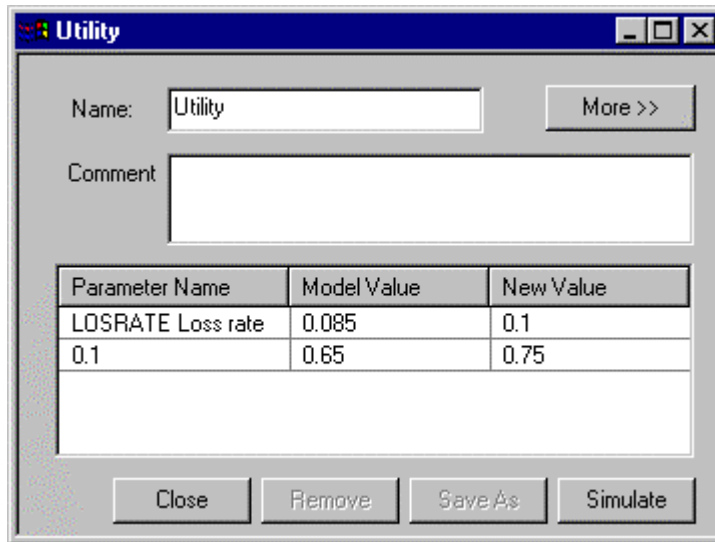 Utility
Name: Utility More >>
Comment
Parameter Name Model Value New Value
LOSRATE Loss rate 0.085 0.1
0.1 0.65 0.75
Close Remove Save As Simulate